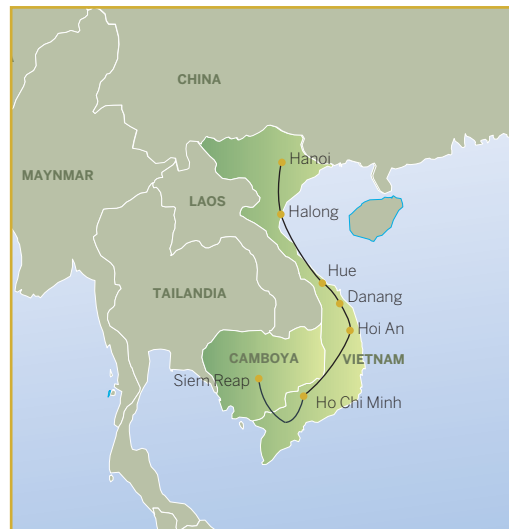 CHINA
Hanoi
MAYNMAR
LAOS
Halong
Hue
TAILANDIA
Danang
Hoi An
CAMBOYA
VIETNAM
Siem Reap
Ho Chi Minh